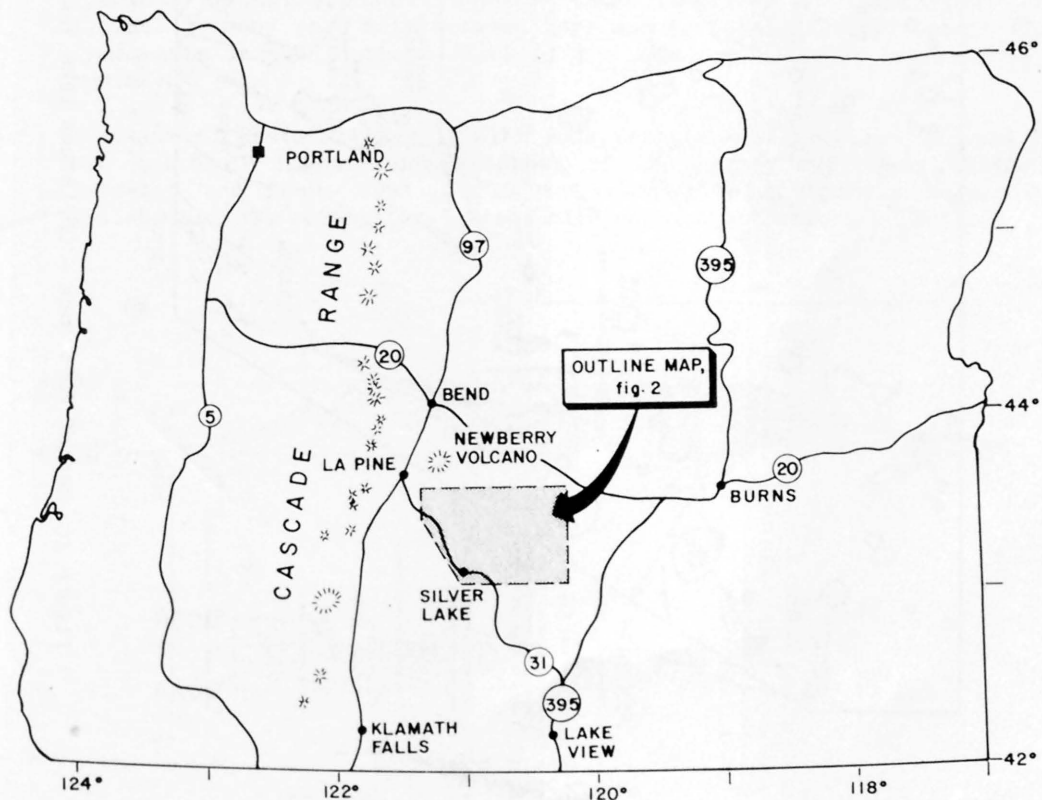 46°
PORTLAND
RANGE
97
395
20
OUTLINE MAP,
fig. 2
BEND
44°
5
NEWBERRY
VOLCANO
LA PINE
CASCADE
20
BURNS
SILVER
LAKE
31
395
KLAMATH
FALLS
LAKE
VIEW
42°
124°
122°
120°
118°